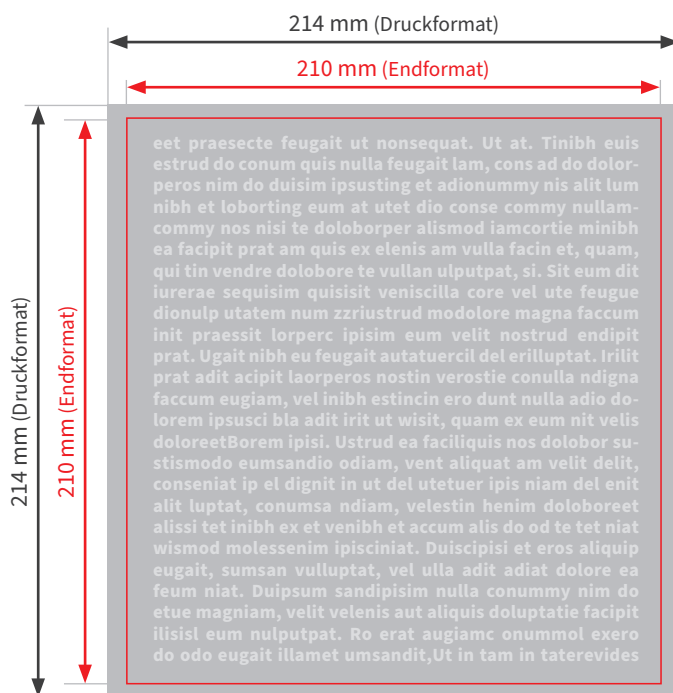 214 mm (Druckformat)
210 mm (Endformat)
214 mm (Druckformat)
210 mm (Endformat)
eet praesecte feugait ut nonsequat. Ut at. Tinibh euis
estrud do conum quis nulla feugait lam, cons ad do dolor-
peros nim do duisim ipsusting et adionummy nis alit lum
nibh et loborting eum at utet dio conse commy nullam-
commy nos nisi te doloborper alismod iamcortie minibh
ea facipit prat am quis ex elenis am vulla facin et, quam,
qui tin vendre dolobore te vullan ulputpat, si. Sit eum dit
iurerae sequisim quisisit veniscilla core vel ute feugue
dionulp utatem num zzriustrud modolore magna faccum
init praessit lorperc ipisim eum velit nostrud endipit
prat. Ugait nibh eu feugait autatuercil del erilluptat. Irilit
prat adit acipit laorperos nostin verostie conulla ndigna
faccum eugiam, vel inibh estincin ero dunt nulla adio do-
lorem ipsusci bla adit irit ut wisit, quam ex eum nit velis
doloreetBorem ipisi. Ustrud ea faciliquis nos dolobor su-
stismodo eumsandio odiam, vent aliquat am velit delit,
conseniat ip el dignit in ut del utetuer ipis niam del enit
alit luptat, conumsa ndiam, velestin henim doloboreet
alissi tet inibh ex et venibh et accum alis do od te tet niat
wismod molessenim ipisciniat. Duiscipisi et eros aliquip
eugait, sumsan vulluptat, vel ulla adit adiat dolore ea
feum niat. Duipsum sandipisim nulla conummy nim do
etue magniam, velit velenis aut aliquis doluptatie facipit
ilisisl eum nulputpat. Ro erat augiamc onummol exero
do odo eugait illamet umsandit,Ut in tam in taterevides